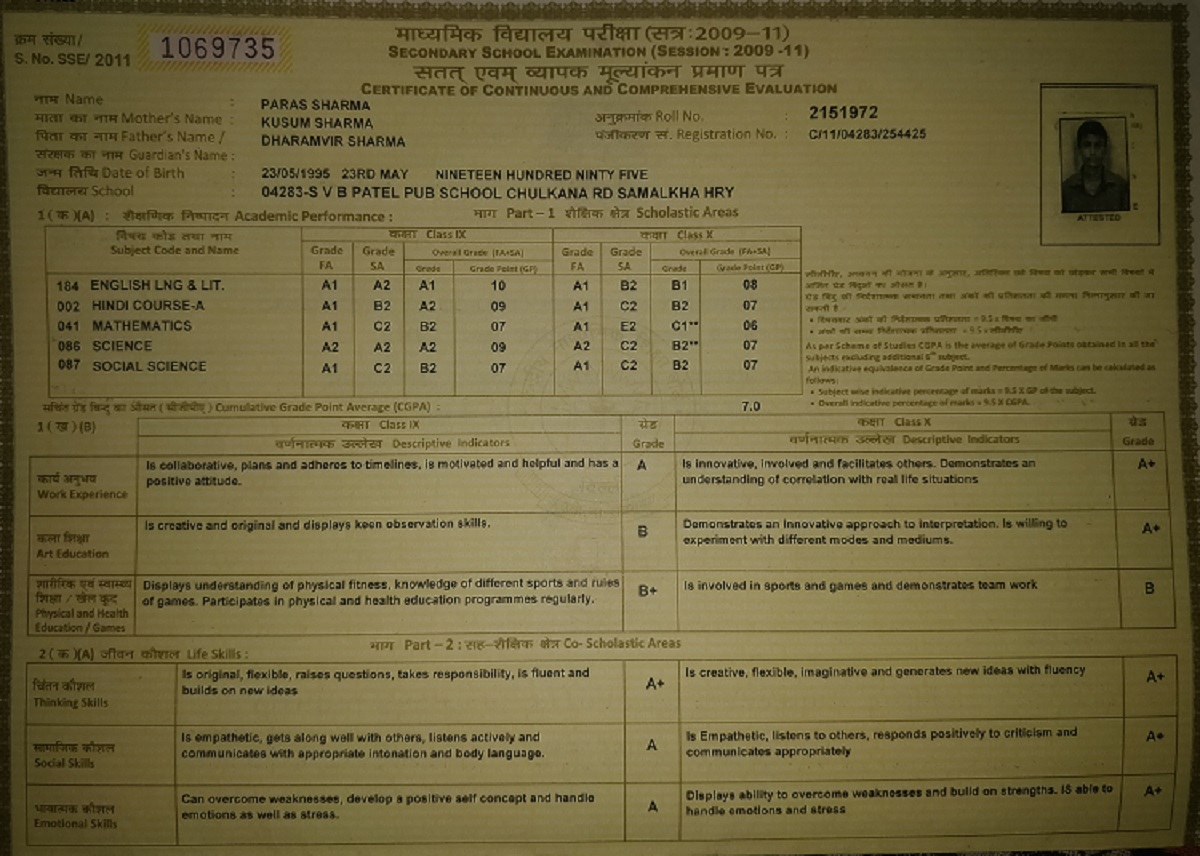 क्रम संख्या/
S. No. SSE/ 2011 1069735
माध्यमिक विद्यालय परीक्षा (सत्र: 2009–11)
SECONDARY SCHOOL EXAMINATION (SESSION : 2009 -11)
सतत् एवम् व्यापक मूल्यांकन प्रमाण पत्र
CERTIFICATE OF CONTINUOUS AND COMPREHENSIVE EVALUATION
नाम Name : PARAS SHARMA
माता का नाम Mother's Name : KUSUM SHARMA
पिता का नाम Father's Name / : DHARAMVIR SHARMA
संरक्षक का नाम Guardian's Name :
अनुक्रमांक Roll No. : 2151972
पंजीकरण सं. Registration No. : C/11/04283/254425
जन्म तिथि Date of Birth : 23/05/1995 23RD MAY NINETEEN HUNDRED NINTY FIVE
विद्यालय School : 04283-S V B PATEL PUB SCHOOL CHULKANA RD SAMALKHA HRY
ATTESTED
1 ( क )(A) : शैक्षणिक निष्पादन Academic Performance : भाग Part – 1 शैक्षिक क्षेत्र Scholastic Areas
विषय कोड तथा नाम
Subject Code and Name
कक्षा Class IX कक्षा Class X
Grade FA Grade SA Overall Grade (FA+SA) Grade FA Grade SA Overall Grade (FA+SA)
Grade Grade Point (GP) Grade Grade Point (GP)
184 ENGLISH LNG & LIT. A1 A2 A1 10 A1 B2 B1 08
002 HINDI COURSE-A A1 B2 A2 09 A1 C2 B2 07
041 MATHEMATICS A1 C2 B2 07 A1 E2 C1** 06
086 SCIENCE A2 A2 A2 09 A2 C2 B2** 07
087 SOCIAL SCIENCE A1 C2 B2 07 A1 C2 B2 07
As per Scheme of Studies CGPA is the average of Grade Points obtained in all the
subjects excluding additional 6th subject.
An indicative equivalence of Grade Point and Percentage of Marks can be calculated as
follows:
• Subject wise indicative percentage of marks = 9.5 X GP of the subject.
• Overall indicative percentage of marks = 9.5 X CGPA.
संचित ग्रेड बिन्दु का औसत ( सीजीपीए ) Cumulative Grade Point Average (CGPA) : 7.0
1 ( ख ) (B)
कक्षा Class IX ग्रेड कक्षा Class X ग्रेड
वर्णनात्मक उल्लेख Descriptive Indicators Grade वर्णनात्मक उल्लेख Descriptive Indicators Grade
कार्य अनुभव
Work Experience
Is collaborative, plans and adheres to timelines, is motivated and helpful and has a
positive attitude.
A
Is innovative, involved and facilitates others. Demonstrates an
understanding of correlation with real life situations
A+
कला शिक्षा
Art Education
Is creative and original and displays keen observation skills.
B
Demonstrates an Innovative approach to interpretation. Is willing to
experiment with different modes and mediums.
A+
शारीरिक एवं स्वास्थ्य
शिक्षा / खेल कूद
Physical and Health
Education / Games
Displays understanding of physical fitness, knowledge of different sports and rules
of games. Participates in physical and health education programmes regularly.
B+
Is involved in sports and games and demonstrates team work
B
भाग Part – 2 : सह-शैक्षिक क्षेत्र Co- Scholastic Areas
2 ( क )(A) जीवन कौशल Life Skills :
चिंतन कौशल
Thinking Skills
Is original, flexible, raises questions, takes responsibility, is fluent and
builds on new ideas
A+
Is creative, flexible, imaginative and generates new ideas with fluency
A+
सामाजिक कौशल
Social Skills
Is empathetic, gets along well with others, listens actively and
communicates with appropriate intonation and body language.
A
Is Empathetic, listens to others, responds positively to criticism and
communicates appropriately
A+
भावात्मक कौशल
Emotional Skills
Can overcome weaknesses, develop a positive self concept and handle
emotions as well as stress.
A
Displays ability to overcome weaknesses and build on strengths. IS able to
handle emotions and stress
A+